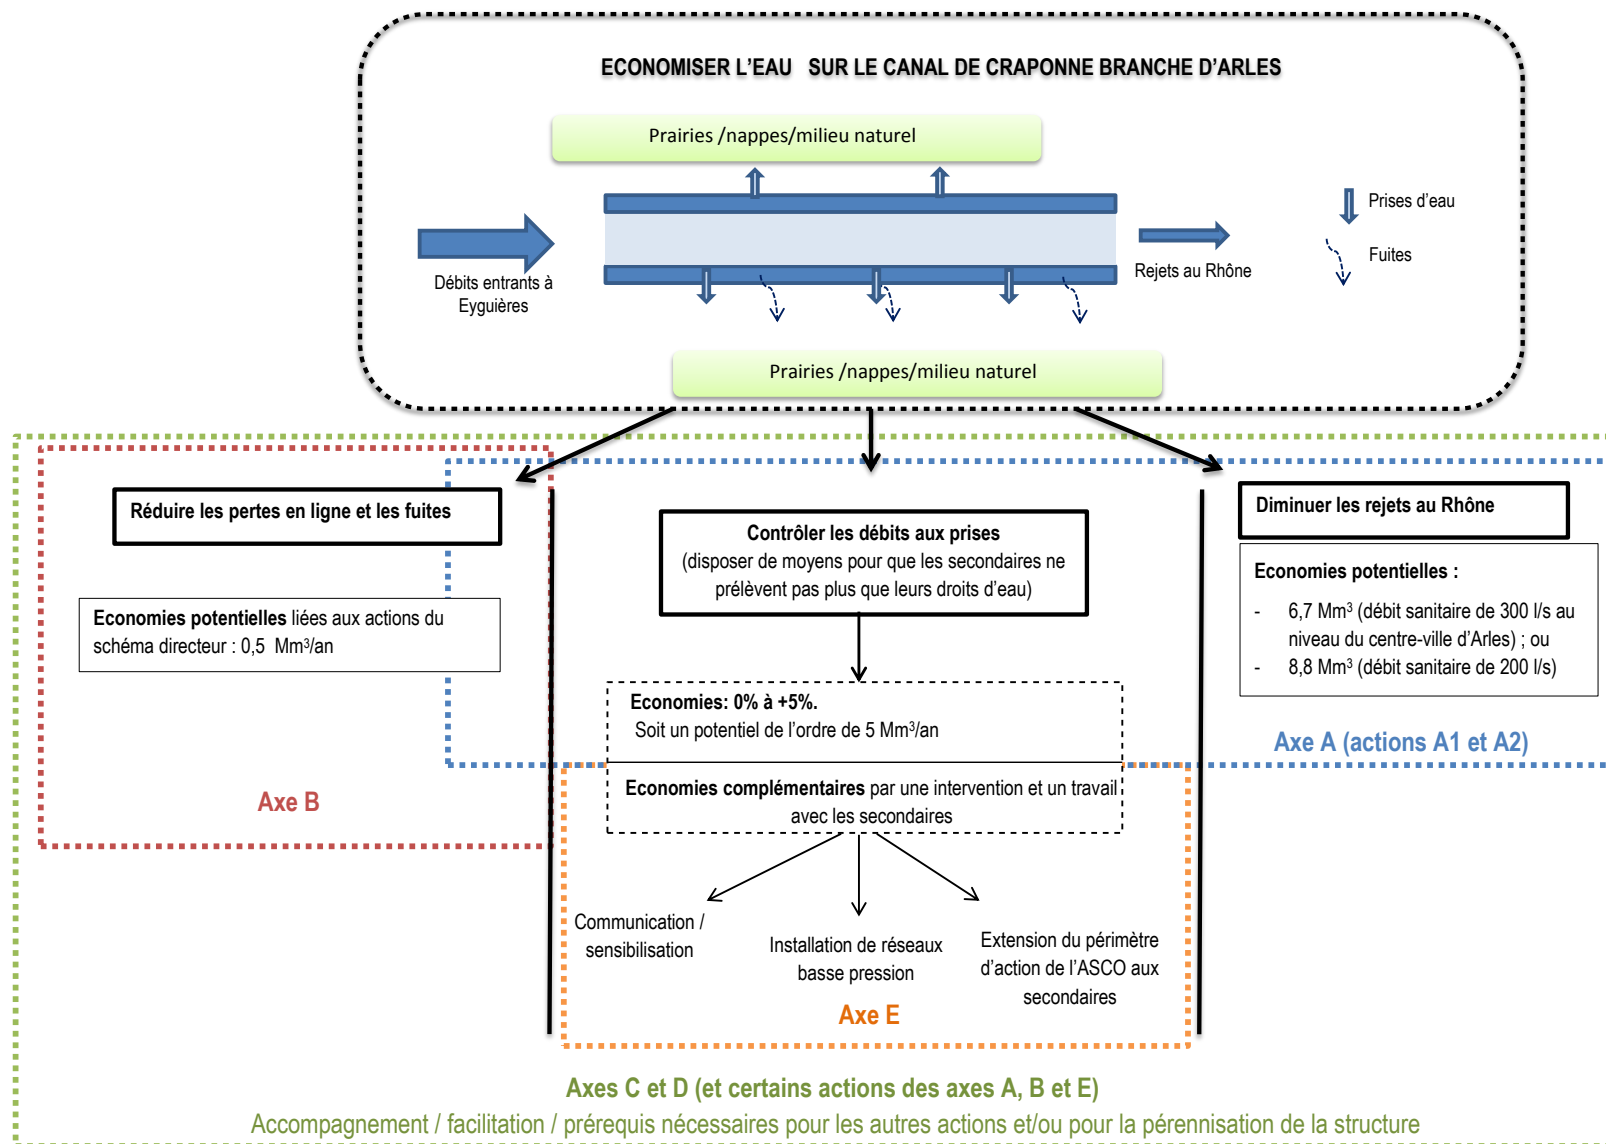 ECONOMISER L'EAU SUR LE CANAL DE CRAPONNE BRANCHE D'ARLES
Prairies /nappes/milieu naturel
Prises d'eau
Fuites
Débits entrants à
Eyguières
Rejets au Rhône
Prairies /nappes/milieu naturel
Réduire les pertes en ligne et les fuites
Economies potentielles liées aux actions du
schéma directeur : 0,5 Mm³/an
Axe B
Contrôler les débits aux prises
(disposer de moyens pour que les secondaires ne
prélèvent pas plus que leurs droits d'eau)
Economies: 0% à +5%.
Soit un potentiel de l'ordre de 5 Mm³/an
Economies complémentaires par une intervention et un travail
avec les secondaires
Communication /
sensibilisation
Installation de réseaux
basse pression
Extension du périmètre
d'action de l'ASCO aux
secondaires
Axe E
Diminuer les rejets au Rhône
Economies potentielles :
- 6,7 Mm³ (débit sanitaire de 300 l/s au
niveau du centre-ville d'Arles) ; ou
- 8,8 Mm³ (débit sanitaire de 200 l/s)
Axe A (actions A1 et A2)
Axes C et D (et certains actions des axes A, B et E)
Accompagnement / facilitation / prérequis nécessaires pour les autres actions et/ou pour la pérennisation de la structure